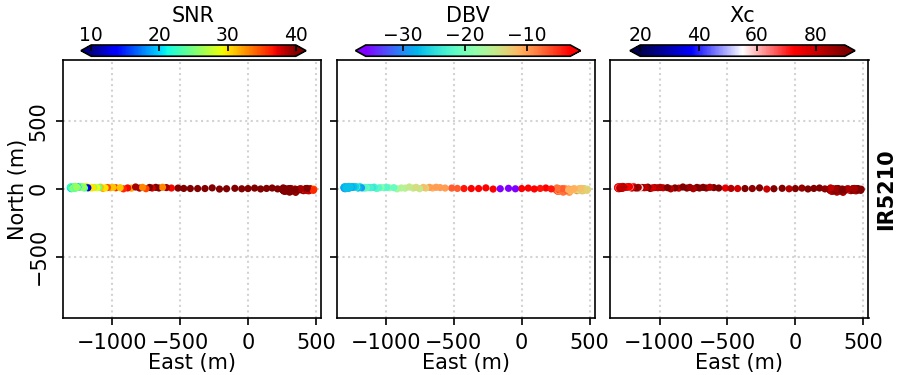 SNR DBV Xc
10 20 30 40 −30 −20 −10 20 40 60 80
North (m)
500
0
−500
IR5210
−1000 −500 0 500 −1000 −500 0 500 −1000 −500 0 500
East (m) East (m) East (m)